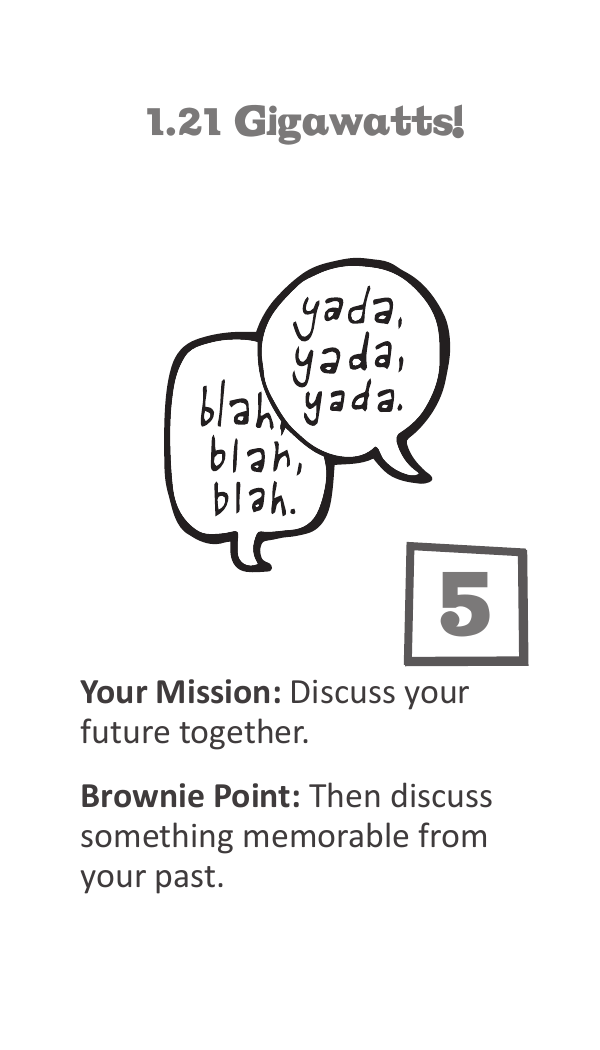 1.21 Gigawatts!
yada,
yada,
yada.
blah,
blah,
blah.
5
Your Mission: Discuss your
future together.
Brownie Point: Then discuss
something memorable from
your past.